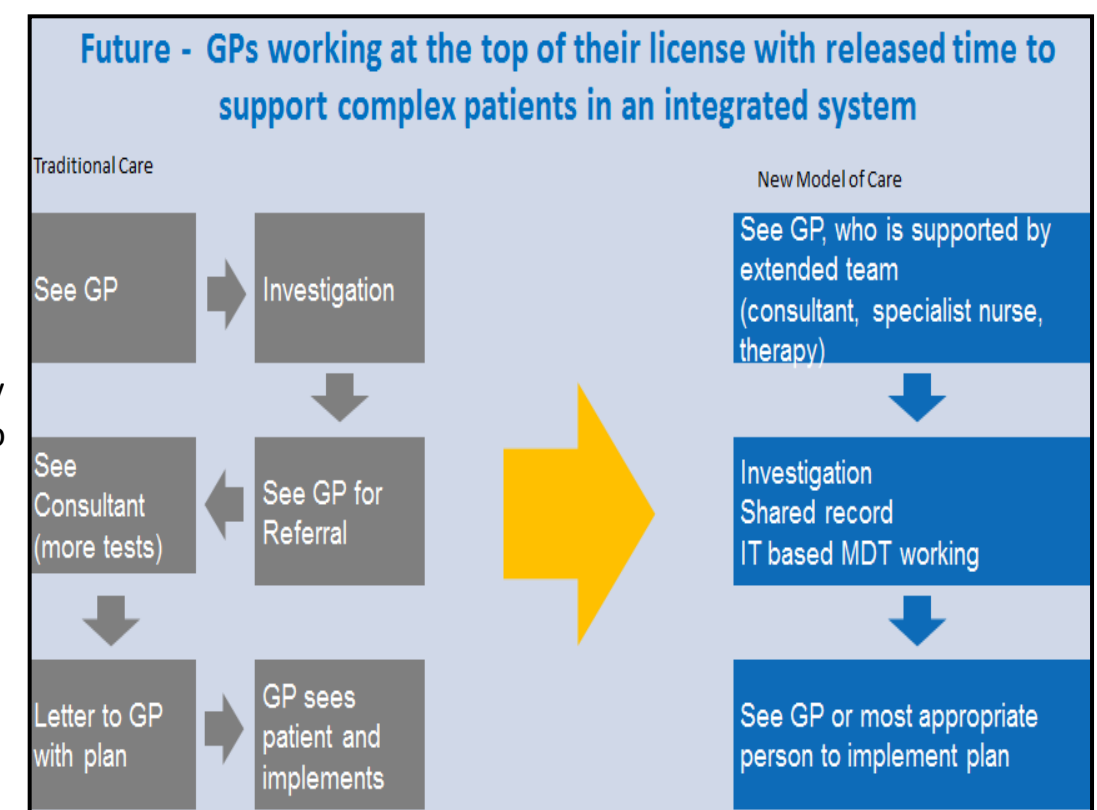 Future - GPs working at the top of their license with released time to
support complex patients in an integrated system
Traditional Care
New Model of Care
See GP
Investigation
See GP for
Referral
See
Consultant
(more tests)
Letter to GP
with plan
GP sees
patient and
implements
See GP, who is supported by
extended team
(consultant, specialist nurse,
therapy)
Investigation
Shared record
IT based MDT working
See GP or most appropriate
person to implement plan